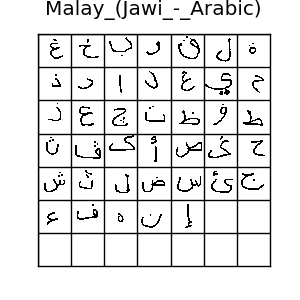 Malay_(Jawi_-_Arabic)
غ خ ب و ق ل ة
ذ ر ا ي م
ز ع چ ت ظ ؤ ط
ڤ ک أ ص ح
ش ل ض س ئ ج
ء ف ه ن إ